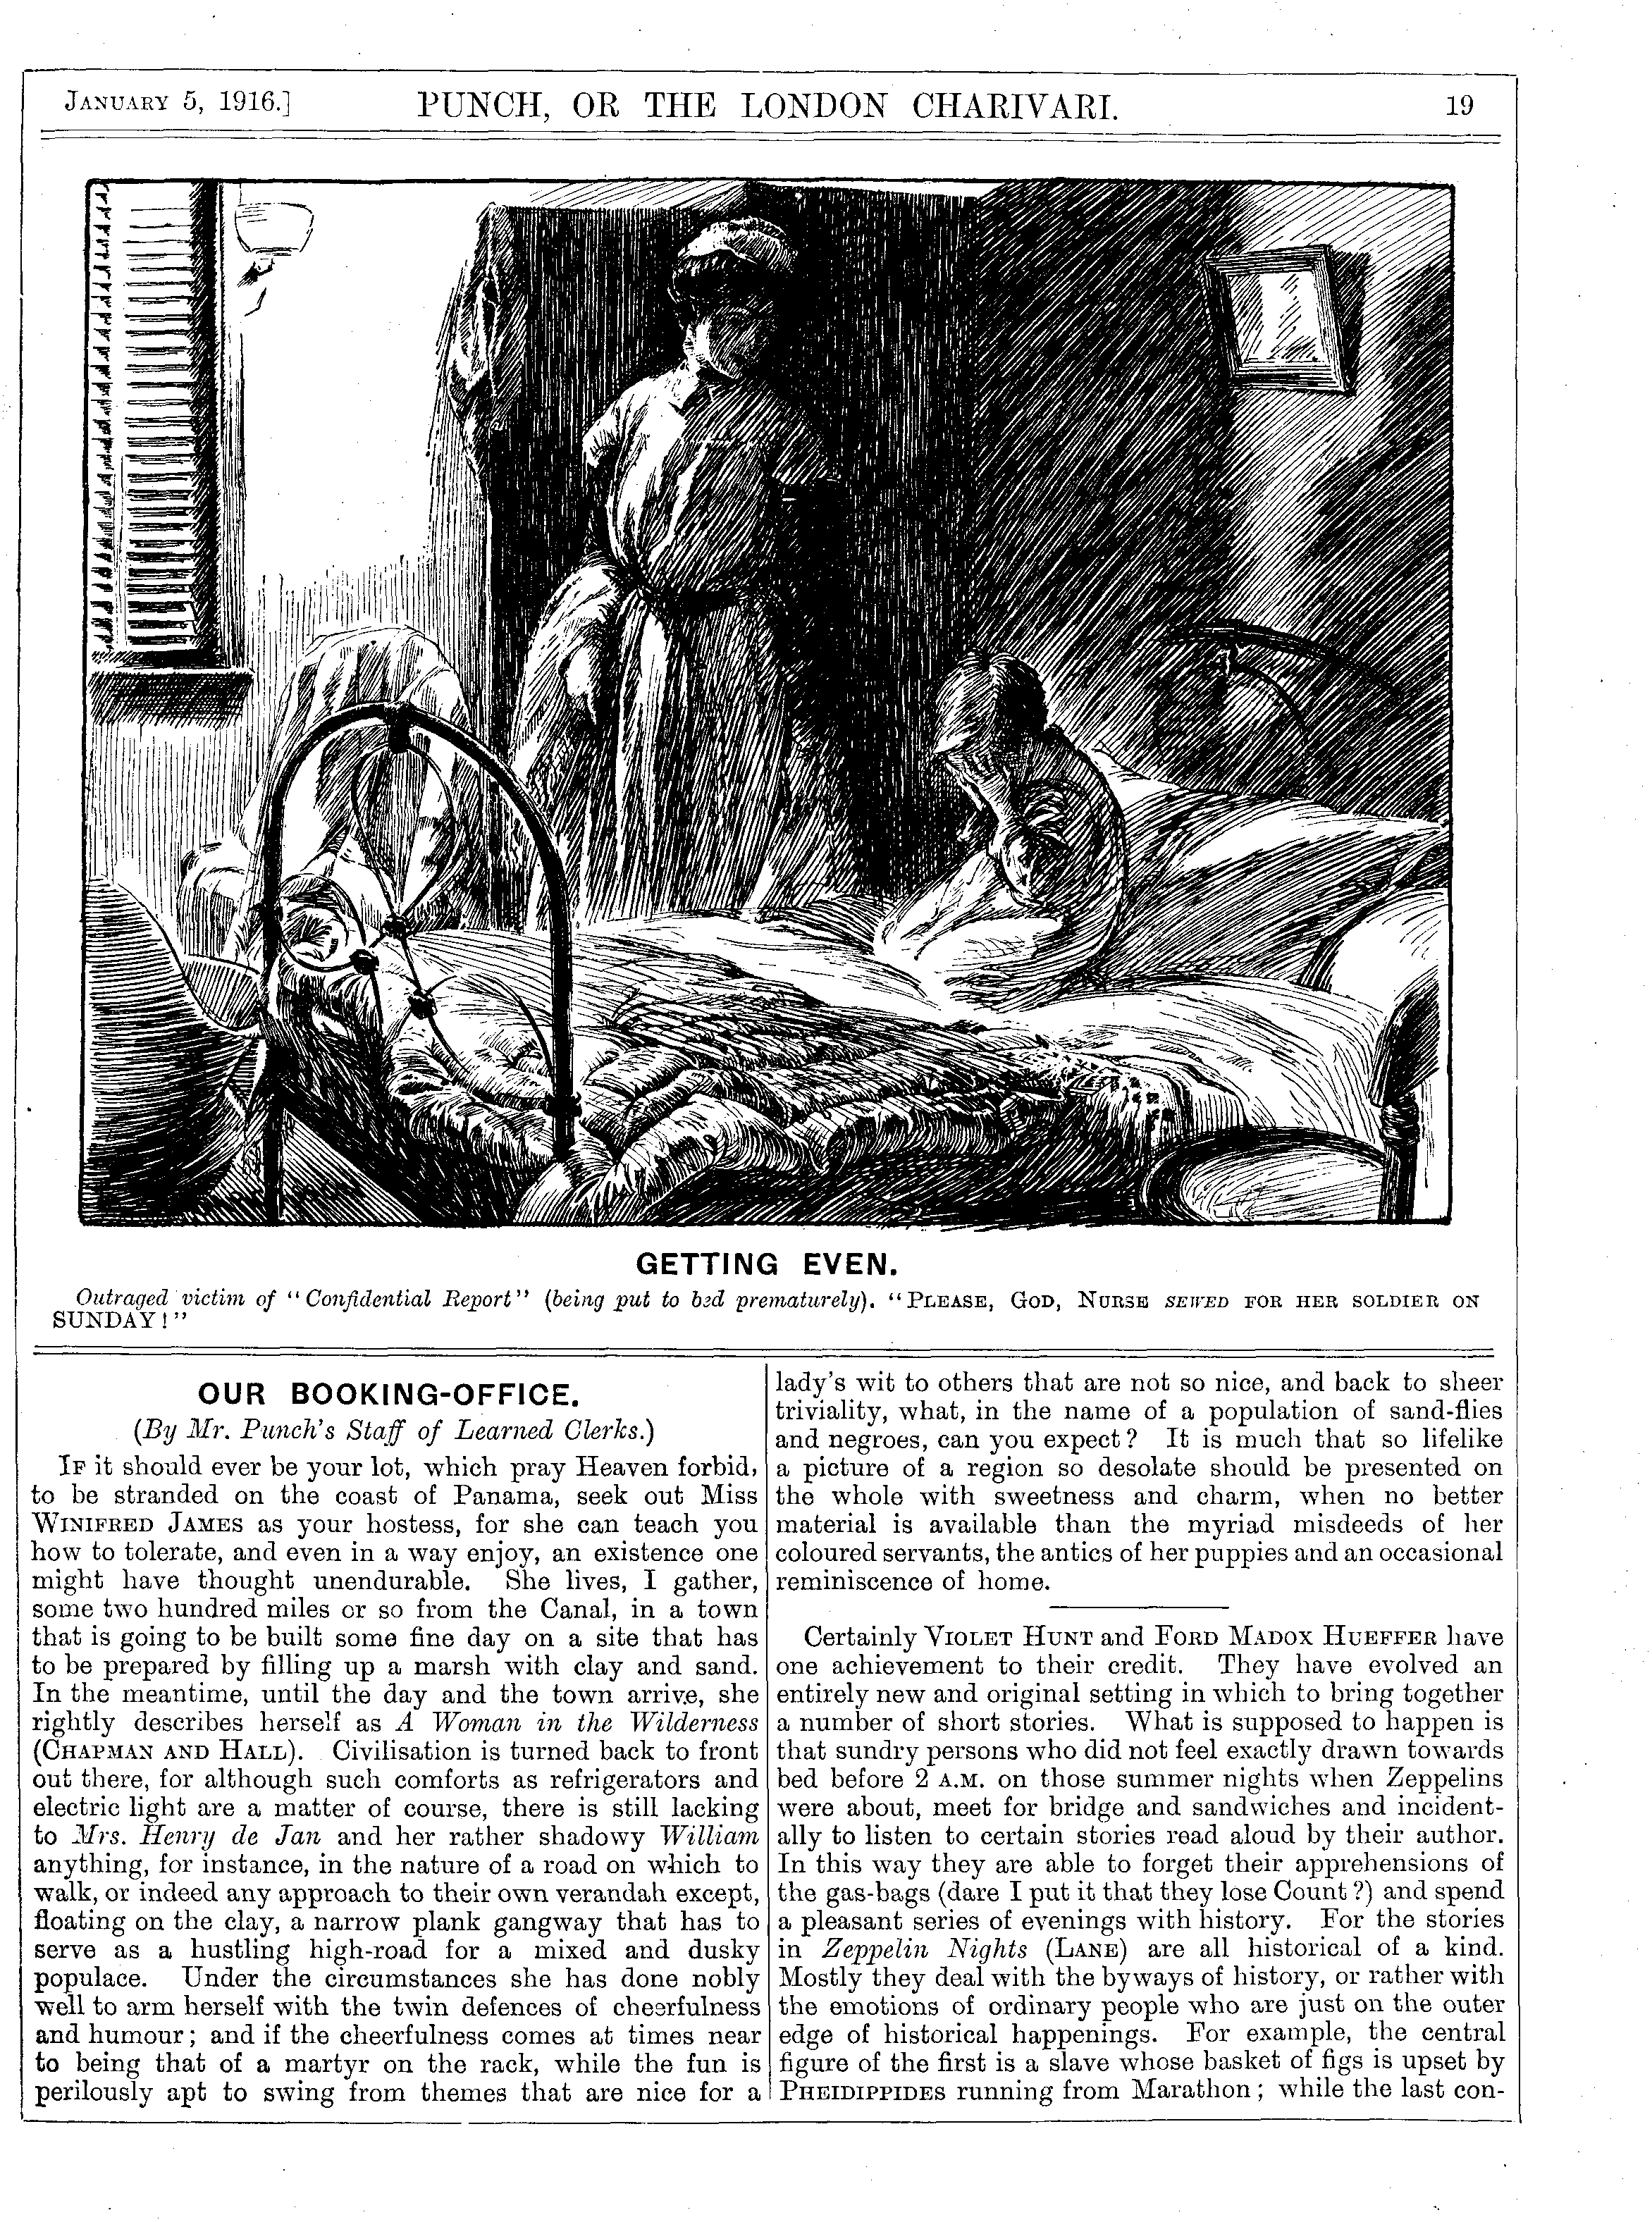 JANUARY 5, 1916.] PUNCH, OR THE LONDON CHARIVARI. 19
GETTING EVEN.
Outraged victim of "Confidential Report" (being put to bed prematurely). "PLEASE, GOD, NURSE SEWED FOR HER SOLDIER ON
SUNDAY!"
OUR BOOKING-OFFICE.
(By Mr. Punch's Staff of Learned Clerks.)
IF it should ever be your lot, which pray Heaven forbid,
to be stranded on the coast of Panama, seek out Miss
WINIFRED JAMES as your hostess, for she can teach you
how to tolerate, and even in a way enjoy, an existence one
might have thought unendurable. She lives, I gather,
some two hundred miles or so from the Canal, in a town
that is going to be built some fine day on a site that has
to be prepared by filling up a marsh with clay and sand.
In the meantime, until the day and the town arrive, she
rightly describes herself as A Woman in the Wilderness
(CHAPMAN AND HALL). Civilisation is turned back to front
out there, for although such comforts as refrigerators and
electric light are a matter of course, there is still lacking
to Mrs. Henry de Jan and her rather shadowy William
anything, for instance, in the nature of a road on which to
walk, or indeed any approach to their own verandah except,
floating on the clay, a narrow plank gangway that has to
serve as a hustling high-road for a mixed and dusky
populace. Under the circumstances she has done nobly
well to arm herself with the twin defences of cheerfulness
and humour; and if the cheerfulness comes at times near
to being that of a martyr on the rack, while the fun is
perilously apt to swing from themes that are nice for a
lady's wit to others that are not so nice, and back to sheer
triviality, what, in the name of a population of sand-flies
and negroes, can you expect? It is much that so lifelike
a picture of a region so desolate should be presented on
the whole with sweetness and charm, when no better
material is available than the myriad misdeeds of her
coloured servants, the antics of her puppies and an occasional
reminiscence of home.
Certainly VIOLET HUNT and FORD MADOX HUEFFER have
one achievement to their credit. They have evolved an
entirely new and original setting in which to bring together
a number of short stories. What is supposed to happen is
that sundry persons who did not feel exactly drawn towards
bed before 2 A.M. on those summer nights when Zeppelins
were about, meet for bridge and sandwiches and incident-
ally to listen to certain stories read aloud by their author.
In this way they are able to forget their apprehensions of
the gas-bags (dare I put it that they lose Count?) and spend
a pleasant series of evenings with history. For the stories
in Zeppelin Nights (LANE) are all historical of a kind.
Mostly they deal with the byways of history, or rather with
the emotions of ordinary people who are just on the outer
edge of historical happenings. For example, the central
figure of the first is a slave whose basket of figs is upset by
PHEIDIPPIDES running from Marathon; while the last con-